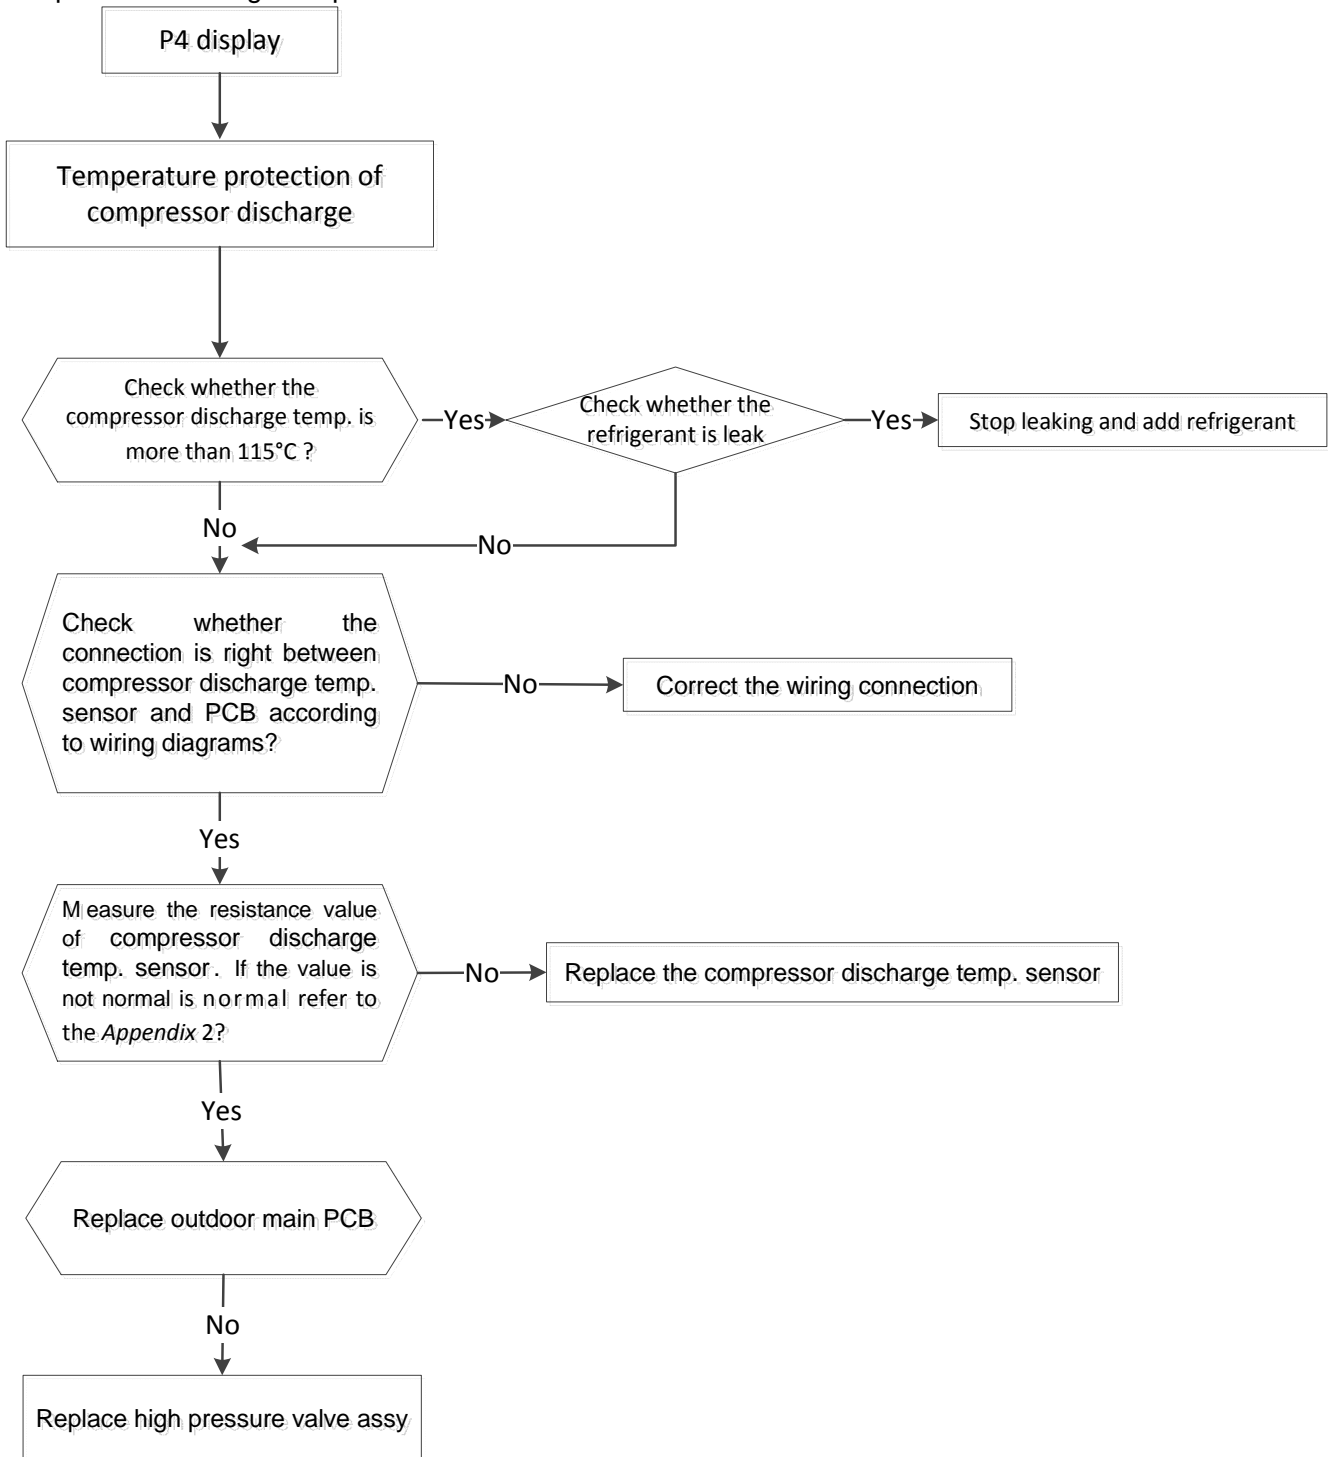 P4 display
Temperature protection of
compressor discharge
Check whether the
compressor discharge temp. is
more than 115°C ?
Yes
Check whether the
refrigerant is leak
Yes
Stop leaking and add refrigerant
No
No
Check whether the
connection is right between
compressor discharge temp.
sensor and PCB according
to wiring diagrams?
No
Correct the wiring connection
Yes
Measure the resistance value
of compressor discharge
temp. sensor. If the value is
not normal is normal refer to
the Appendix 2?
No
Replace the compressor discharge temp. sensor
Yes
Replace outdoor main PCB
No
Replace high pressure valve assy